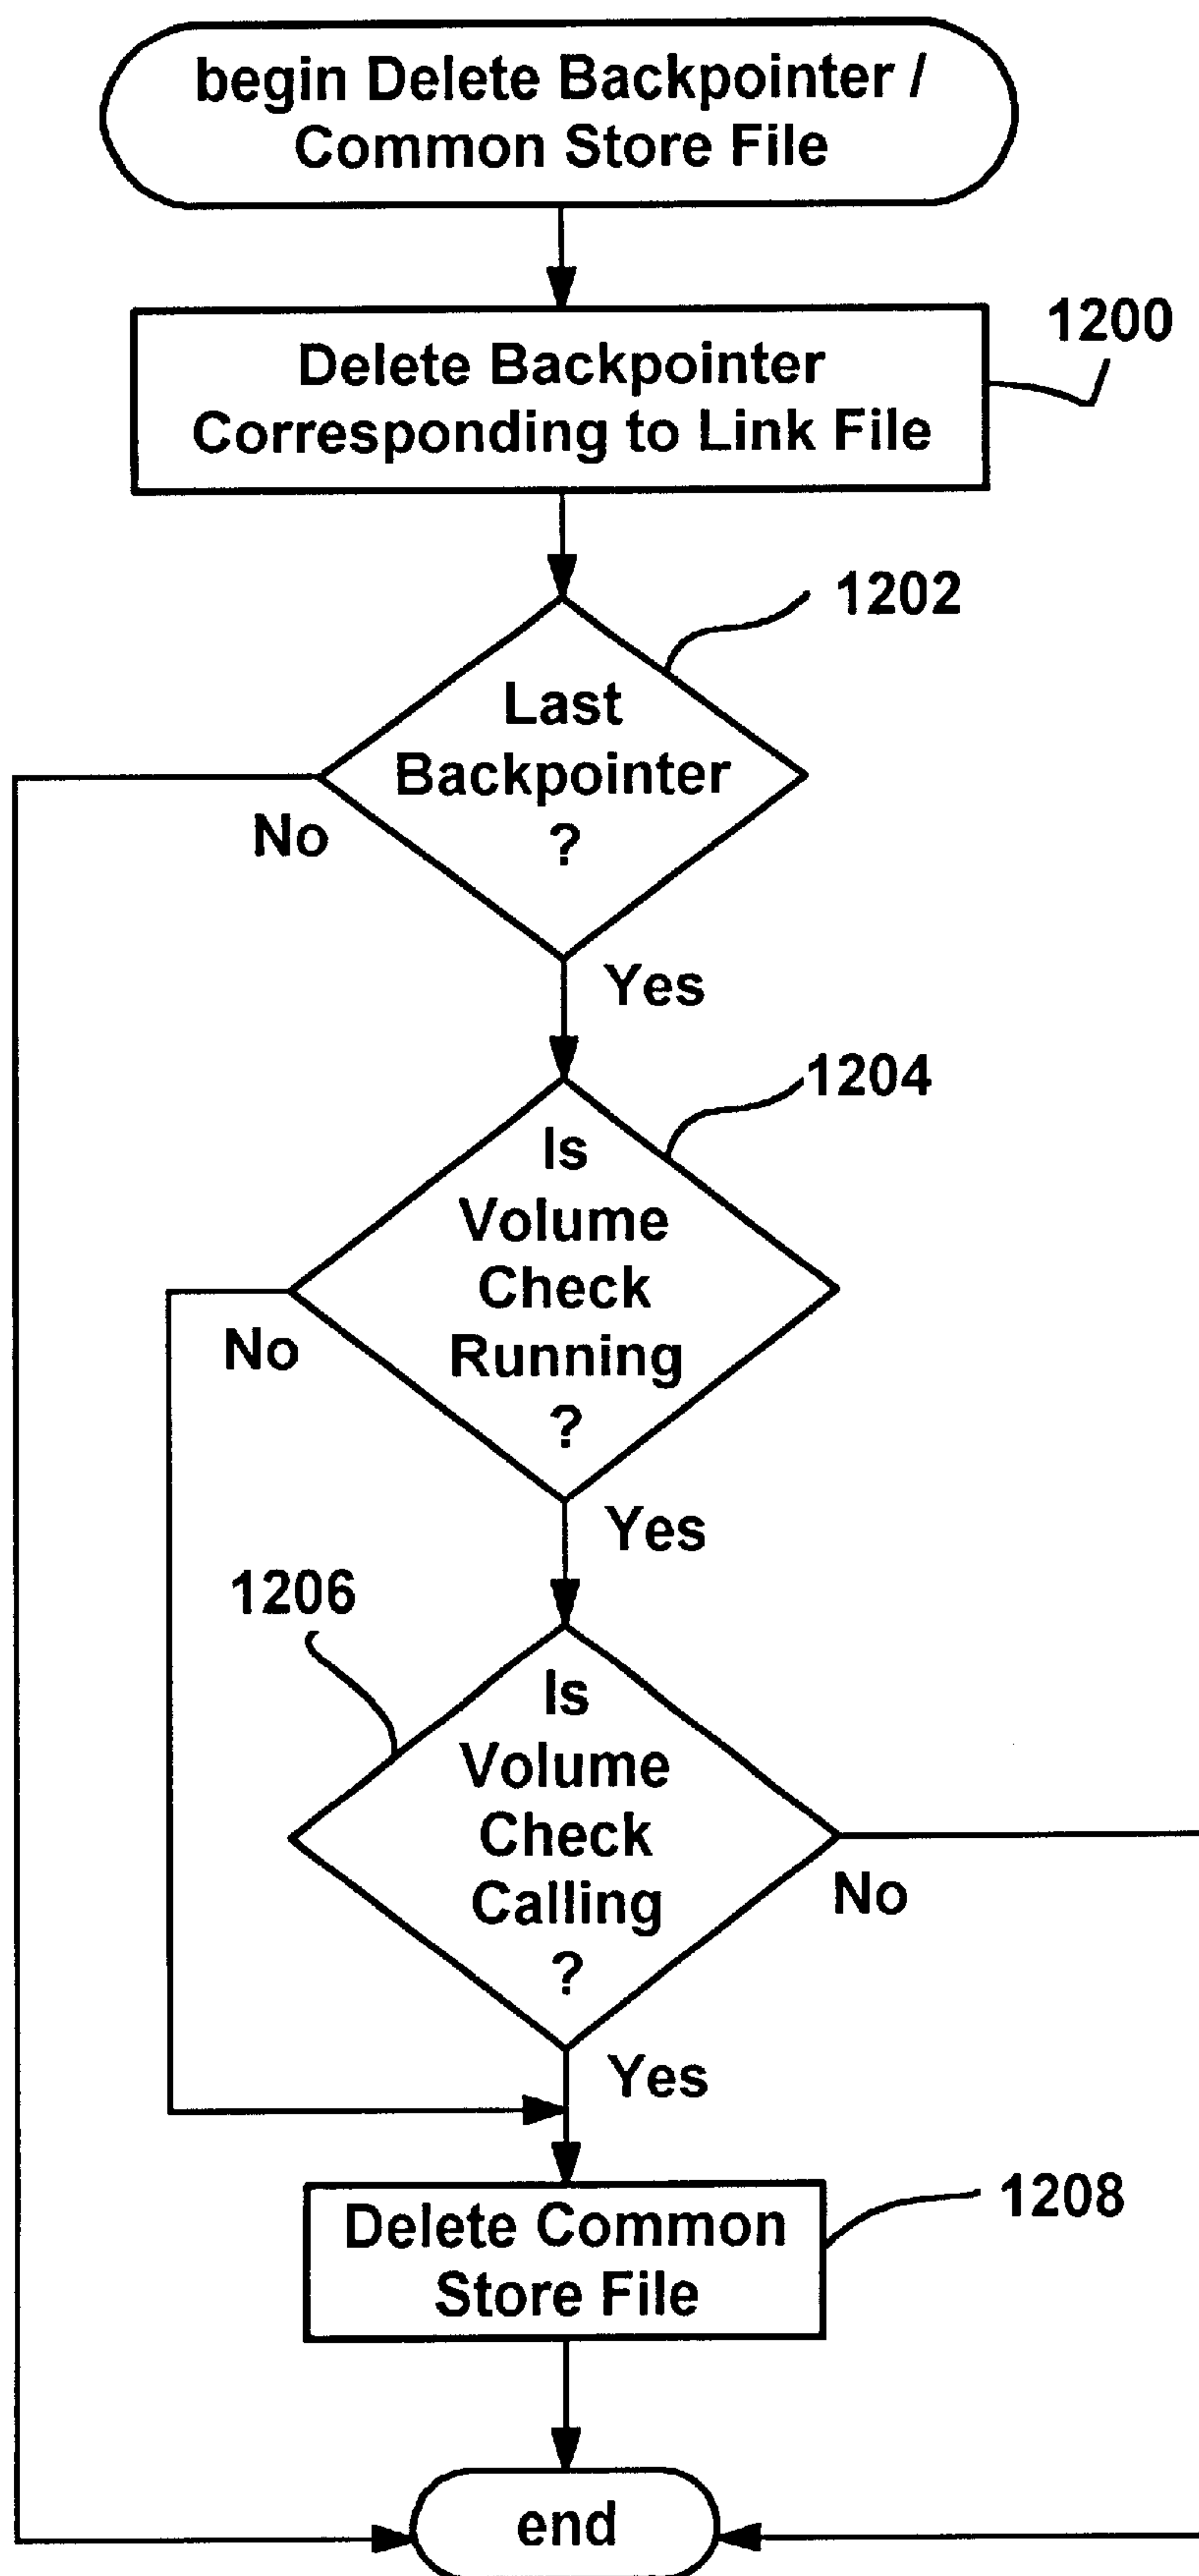 begin Delete Backpointer /
Common Store File
1200
Delete Backpointer
Corresponding to Link File
1202
Last
Backpointer
?
No
Yes
1204
Is
Volume
Check
Running
?
No
Yes
1206
Is
Volume
Check
Calling
?
No
Yes
1208
Delete Common
Store File
end